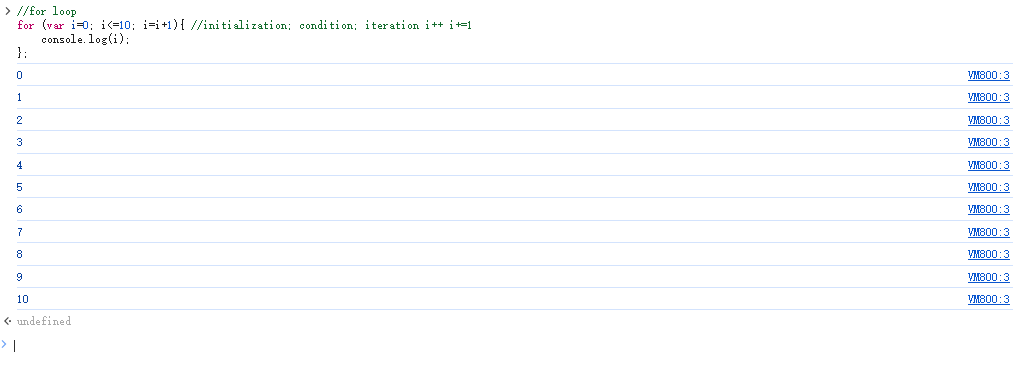 //for loop
for (var i=0; i<=10; i=i+1){ //initialization; condition; iteration i++ i+=1
    console.log(i);
};
0 VM800:3
1 VM800:3
2 VM800:3
3 VM800:3
4 VM800:3
5 VM800:3
6 VM800:3
7 VM800:3
8 VM800:3
9 VM800:3
10 VM800:3
undefined